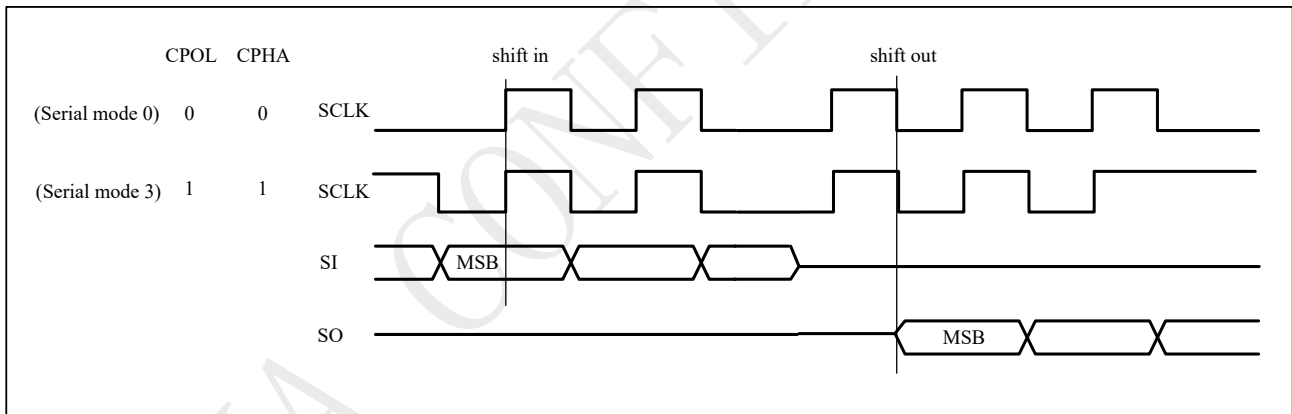 CPOL CPHA shift in shift out
(Serial mode 0) 0 0 SCLK
(Serial mode 3) 1 1 SCLK
SI MSB
SO MSB